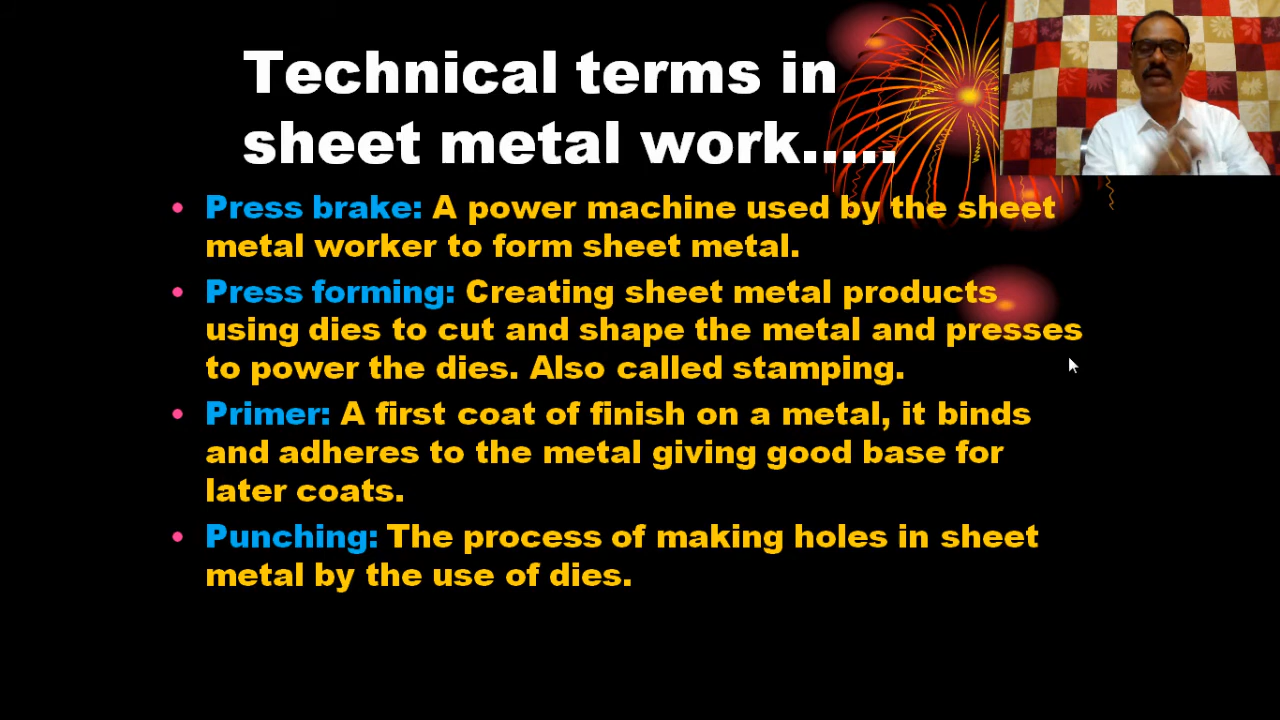 Technical terms in
sheet metal work.....
• Press brake: A power machine used by the sheet
metal worker to form sheet metal.
• Press forming: Creating sheet metal products
using dies to cut and shape the metal and presses
to power the dies. Also called stamping.
• Primer: A first coat of finish on a metal, it binds
and adheres to the metal giving good base for
later coats.
• Punching: The process of making holes in sheet
metal by the use of dies.